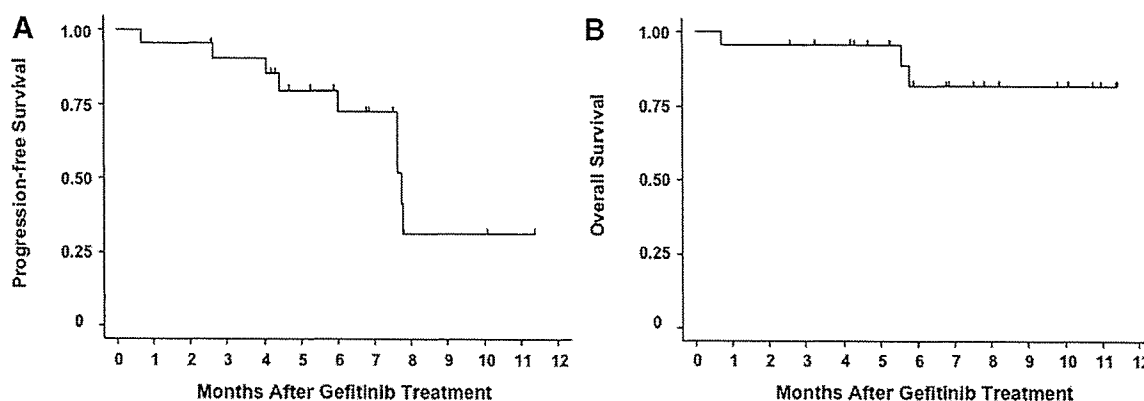 A
Progression-free Survival
1.00
0.75
0.50
0.25
0
0 1 2 3 4 5 6 7 8 9 10 11 12
Months After Gefitinib Treatment
B
Overall Survival
1.00
0.75
0.50
0.25
0
0 1 2 3 4 5 6 7 8 9 10 11 12
Months After Gefitinib Treatment